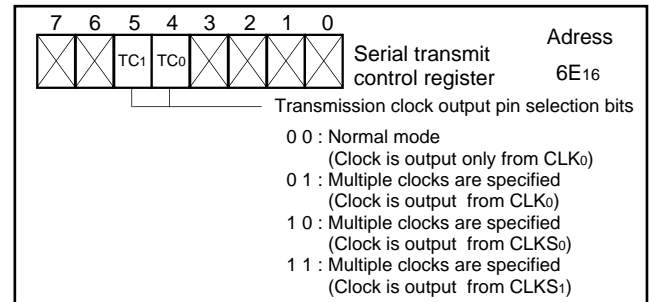 7 6 5 4 3 2 1 0
TC1 TC0
Serial transmit
control register
Adress
6E16
Transmission clock output pin selection bits
0 0 : Normal mode
(Clock is output only from CLK0)
0 1 : Multiple clocks are specified
(Clock is output from CLK0)
1 0 : Multiple clocks are specified
(Clock is output from CLKS0)
1 1 : Multiple clocks are specified
(Clock is output from CLKS1)